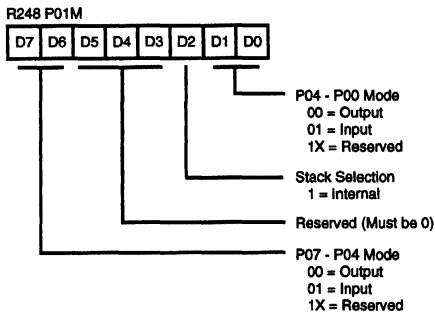 R248 P01M
D7 D6 D5 D4 D3 D2 D1 D0
P04 - P00 Mode
00 = Output
01 = Input
1X = Reserved
Stack Selection
1 = Internal
Reserved (Must be 0)
P07 - P04 Mode
00 = Output
01 = Input
1X = Reserved